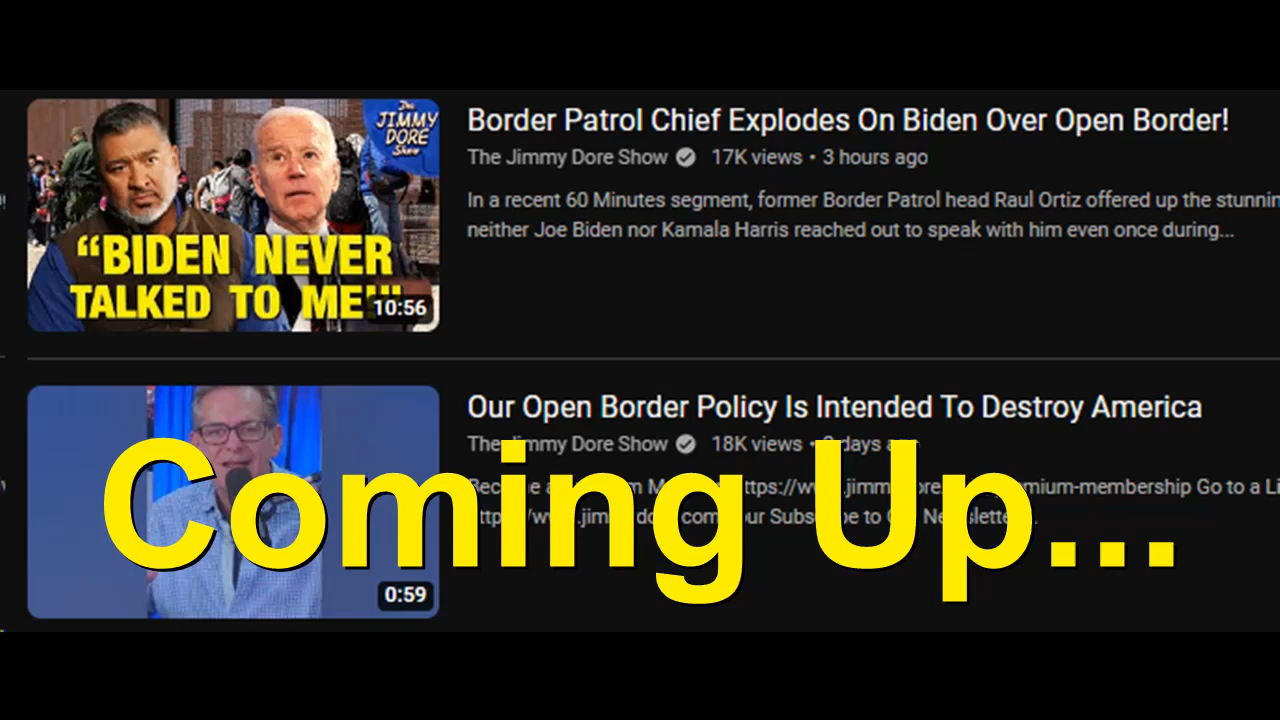 The
JIMMY
DORE
Show
“BIDEN NEVER
TALKED TO ME!"
10:56
Border Patrol Chief Explodes On Biden Over Open Border!
The Jimmy Dore Show 17K views • 3 hours ago
In a recent 60 Minutes segment, former Border Patrol head Raul Ortiz offered up the
neither Joe Biden nor Kamala Harris reached out to speak with him even once during...
0:59
Our Open Border Policy Is Intended To Destroy America
The Jimmy Dore Show 18K views • days
Go to a
to
Coming Up...